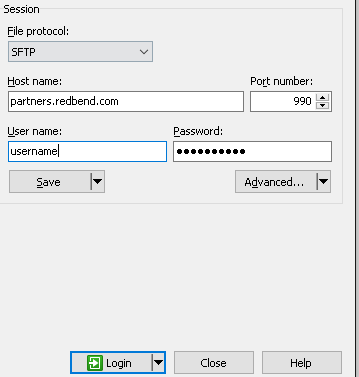 Session
File protocol:
SFTP
Host name: Port number:
partners.redbend.com 990
User name: Password:
username ●●●●●●●●●●
Save Advanced...
Login Close Help